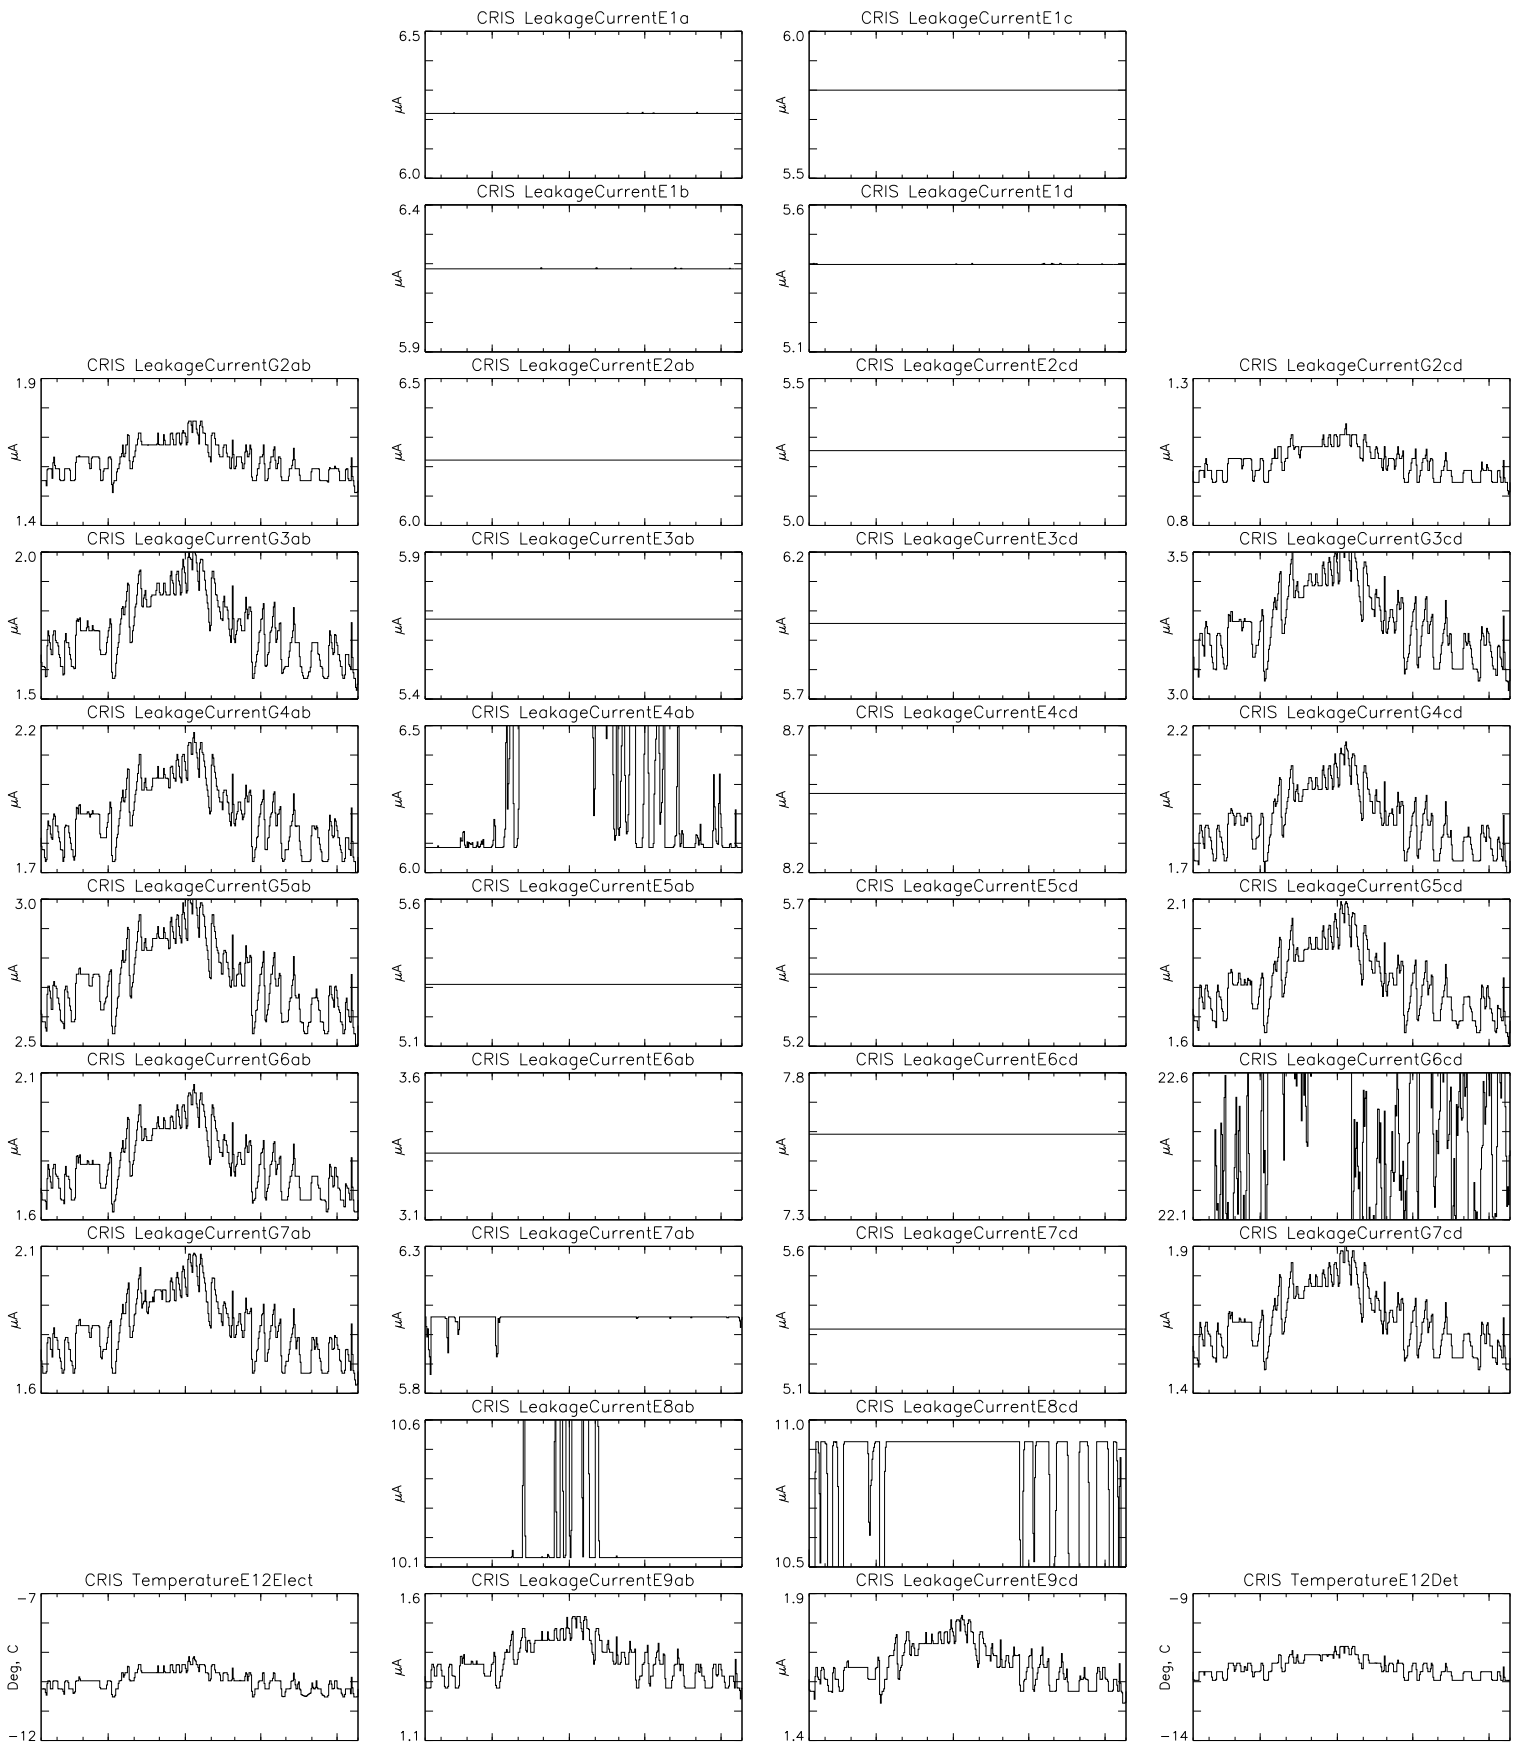 CRIS LeakageCurrentE1a
CRIS LeakageCurrentE1c
6.5
μA
6.0
6.0
μA
5.5
CRIS LeakageCurrentE1b
CRIS LeakageCurrentE1d
6.4
μA
5.9
5.6
μA
5.1
CRIS LeakageCurrentG2ab
CRIS LeakageCurrentE2ab
CRIS LeakageCurrentE2cd
CRIS LeakageCurrentG2cd
1.9
μA
1.4
6.5
μA
6.0
5.5
μA
5.0
1.3
μA
0.8
CRIS LeakageCurrentG3ab
CRIS LeakageCurrentE3ab
CRIS LeakageCurrentE3cd
CRIS LeakageCurrentG3cd
2.0
μA
1.5
5.9
μA
5.4
6.2
μA
5.7
3.5
μA
3.0
CRIS LeakageCurrentG4ab
CRIS LeakageCurrentE4ab
CRIS LeakageCurrentE4cd
CRIS LeakageCurrentG4cd
2.2
μA
1.7
6.5
μA
6.0
8.7
μA
8.2
2.2
μA
1.7
CRIS LeakageCurrentG5ab
CRIS LeakageCurrentE5ab
CRIS LeakageCurrentE5cd
CRIS LeakageCurrentG5cd
3.0
μA
2.5
5.6
μA
5.1
5.7
μA
5.2
2.1
μA
1.6
CRIS LeakageCurrentG6ab
CRIS LeakageCurrentE6ab
CRIS LeakageCurrentE6cd
CRIS LeakageCurrentG6cd
2.1
μA
1.6
3.6
μA
3.1
7.8
μA
7.3
22.6
μA
22.1
CRIS LeakageCurrentG7ab
CRIS LeakageCurrentE7ab
CRIS LeakageCurrentE7cd
CRIS LeakageCurrentG7cd
2.1
μA
1.6
6.3
μA
5.8
5.6
μA
5.1
1.9
μA
1.4
CRIS LeakageCurrentE8ab
CRIS LeakageCurrentE8cd
10.6
μA
10.1
11.0
μA
10.5
CRIS TemperatureE12Elect
CRIS LeakageCurrentE9ab
CRIS LeakageCurrentE9cd
CRIS TemperatureE12Det
-7
Deg, C
-12
1.6
μA
1.1
1.9
μA
1.4
-9
Deg, C
-14